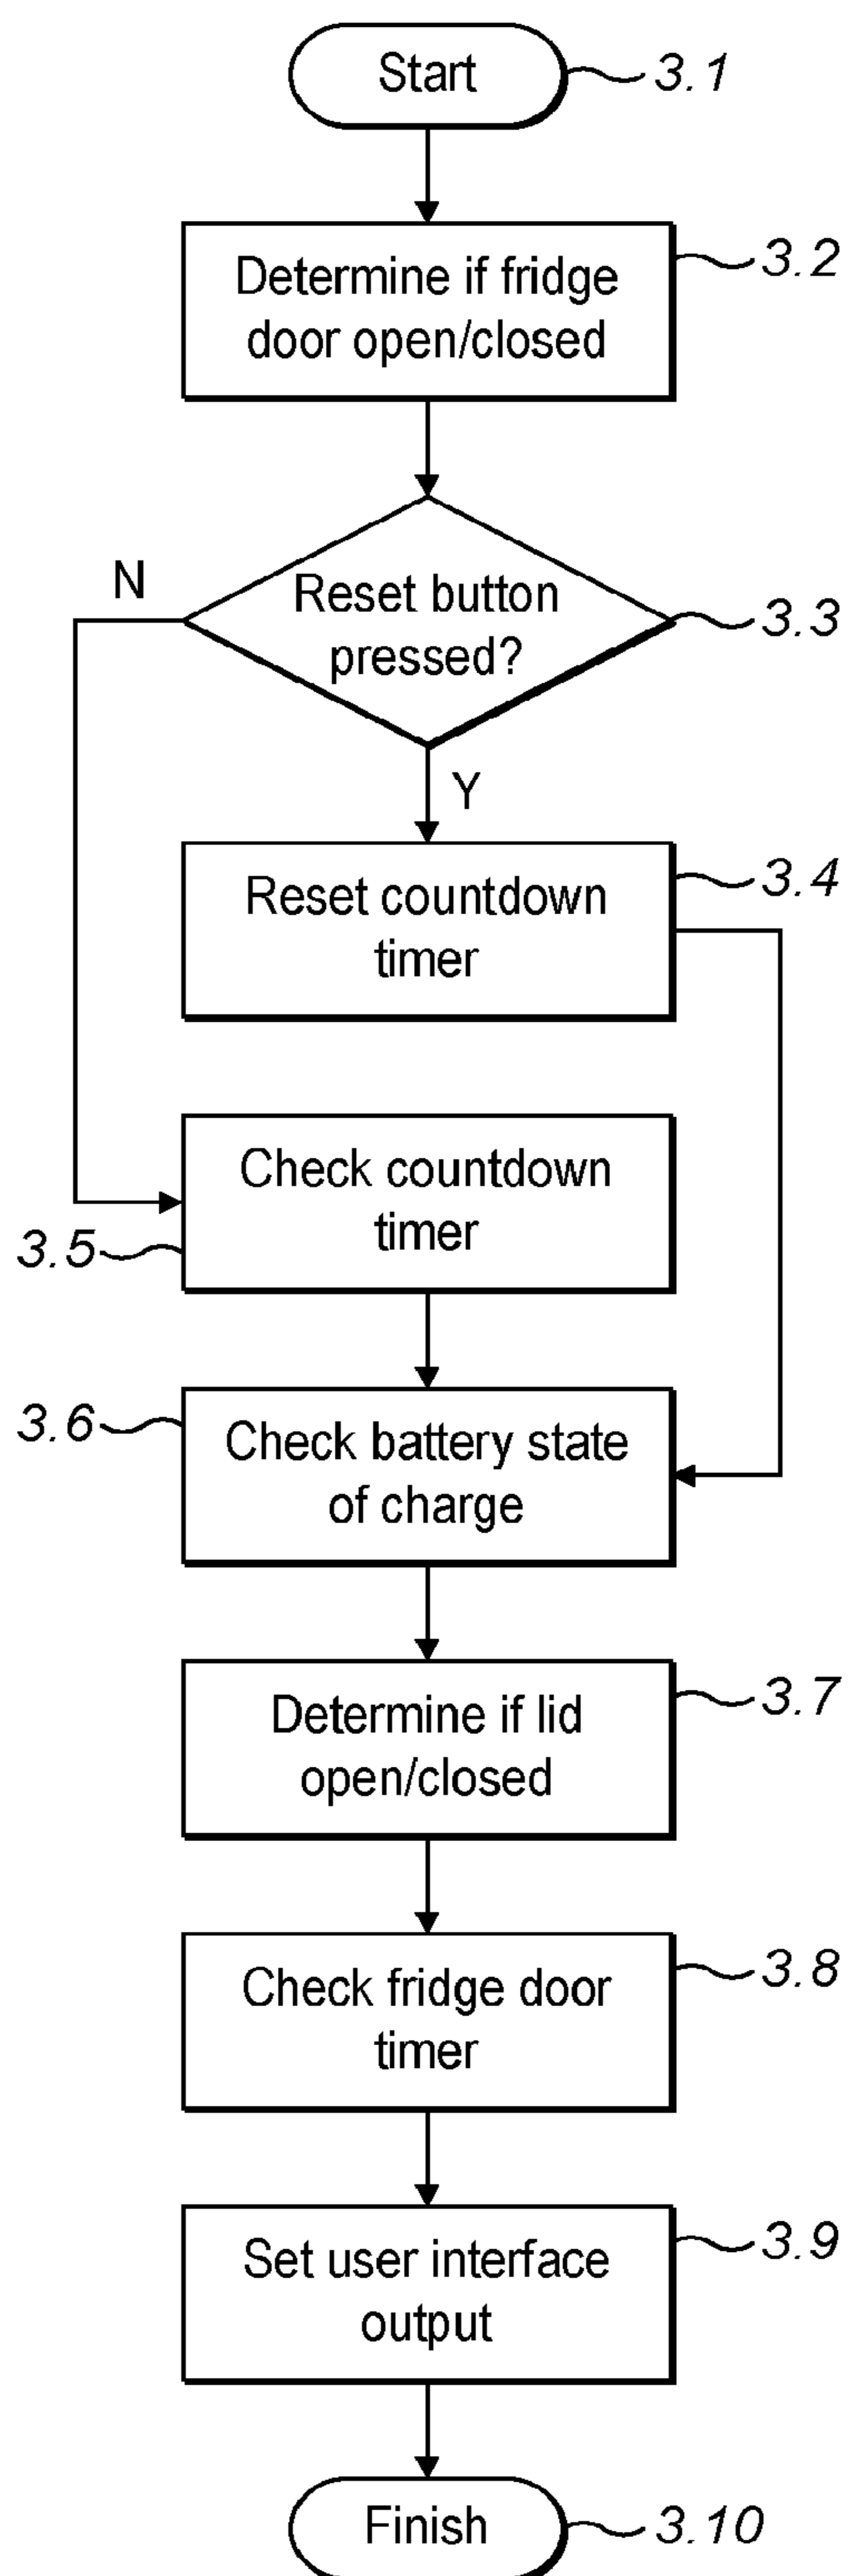 Start
3.1
Determine if fridge
door open/closed
3.2
N
Reset button
pressed?
3.3
Y
Reset countdown
timer
3.4
Check countdown
timer
3.5
3.6
Check battery state
of charge
Determine if lid
open/closed
3.7
Check fridge door
timer
3.8
Set user interface
output
3.9
Finish
3.10